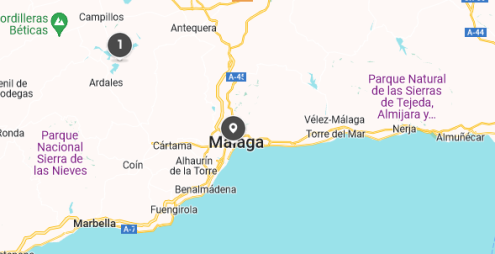 Campillos
ordilleras
Béticas
Antequera
A-44
1
Ardales
A-45
enil de
odegas
Parque Natural
de las Sierras
de Tejeda,
Almijara y…
Vélez-Málaga
Torre del Mar
Nerja
Almuñécar
Ronda
Parque
Nacional
Sierra de
las Nieves
Málaga
Cártama
Alhaurín
de la Torre
Coín
Benalmádena
Fuengirola
Marbella
A-7